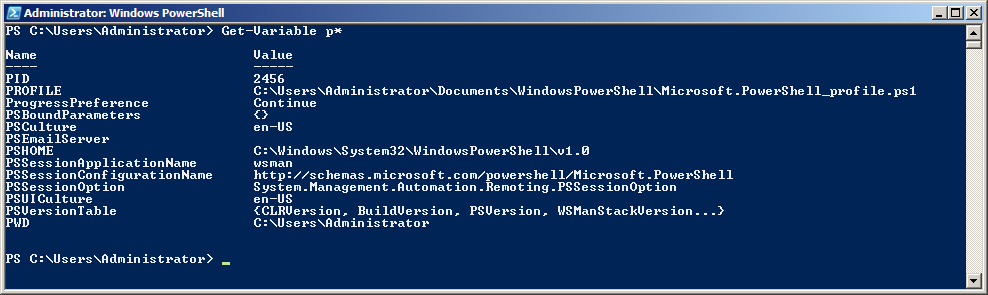 Administrator: Windows PowerShell
PS C:\Users\Administrator> Get-Variable p*
Name                           Value
----                           -----
PID                            2456
PROFILE                        C:\Users\Administrator\Documents\WindowsPowerShell\Microsoft.PowerShell_profile.ps1
ProgressPreference             Continue
PSBoundParameters              {}
PSCulture                      en-US
PSEmailServer
PSHOME                         C:\Windows\System32\WindowsPowerShell\v1.0
PSSessionApplicationName       wsman
PSSessionConfigurationName     http://schemas.microsoft.com/powershell/Microsoft.PowerShell
PSSessionOption                System.Management.Automation.Remoting.PSSessionOption
PSUICulture                    en-US
PSVersionTable                 {CLRVersion, BuildVersion, PSVersion, WSManStackVersion...}
PWD                            C:\Users\Administrator
PS C:\Users\Administrator> _